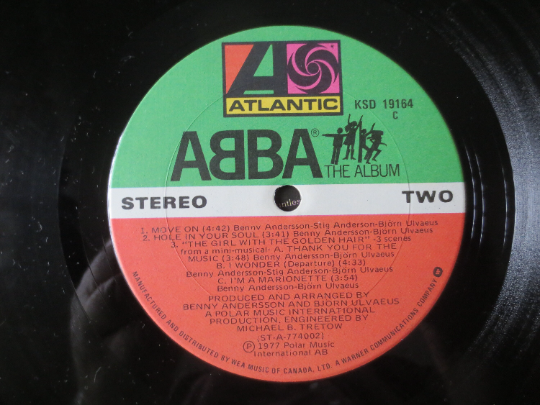 ATLANTIC
KSD 19164
C
ABBA®
THE ALBUM
STEREO
TWO
1. MOVE ON (4:42) Benny Andersson-Stig Anderson-Björn Ulvaeus
2. HOLE IN YOUR SOUL (3:41) Benny Andersson-Björn Ulvaeus
3. "THE GIRL WITH THE GOLDEN HAIR" -3 scenes
from a mini-musical- A. THANK YOU FOR THE
MUSIC (3:48) Benny Andersson-Björn Ulvaeus
B. I WONDER (Departure) (4:33)
Benny Andersson-Stig Anderson-Björn Ulvaeus
C. I'M A MARIONETTE (3:54)
Benny Andersson-Björn Ulvaeus
PRODUCED AND ARRANGED BY
BENNY ANDERSSON AND BJORN ULVAEUS
A POLAR MUSIC INTERNATIONAL
PRODUCTION, ENGINEERED BY
MICHAEL B. TRETOW
(ST-A-774002)
℗ 1977 Polar Music
International AB
MANUFACTURED AND DISTRIBUTED BY WEA MUSIC OF CANADA, LTD. A WARNER COMMUNICATIONS COMPANY